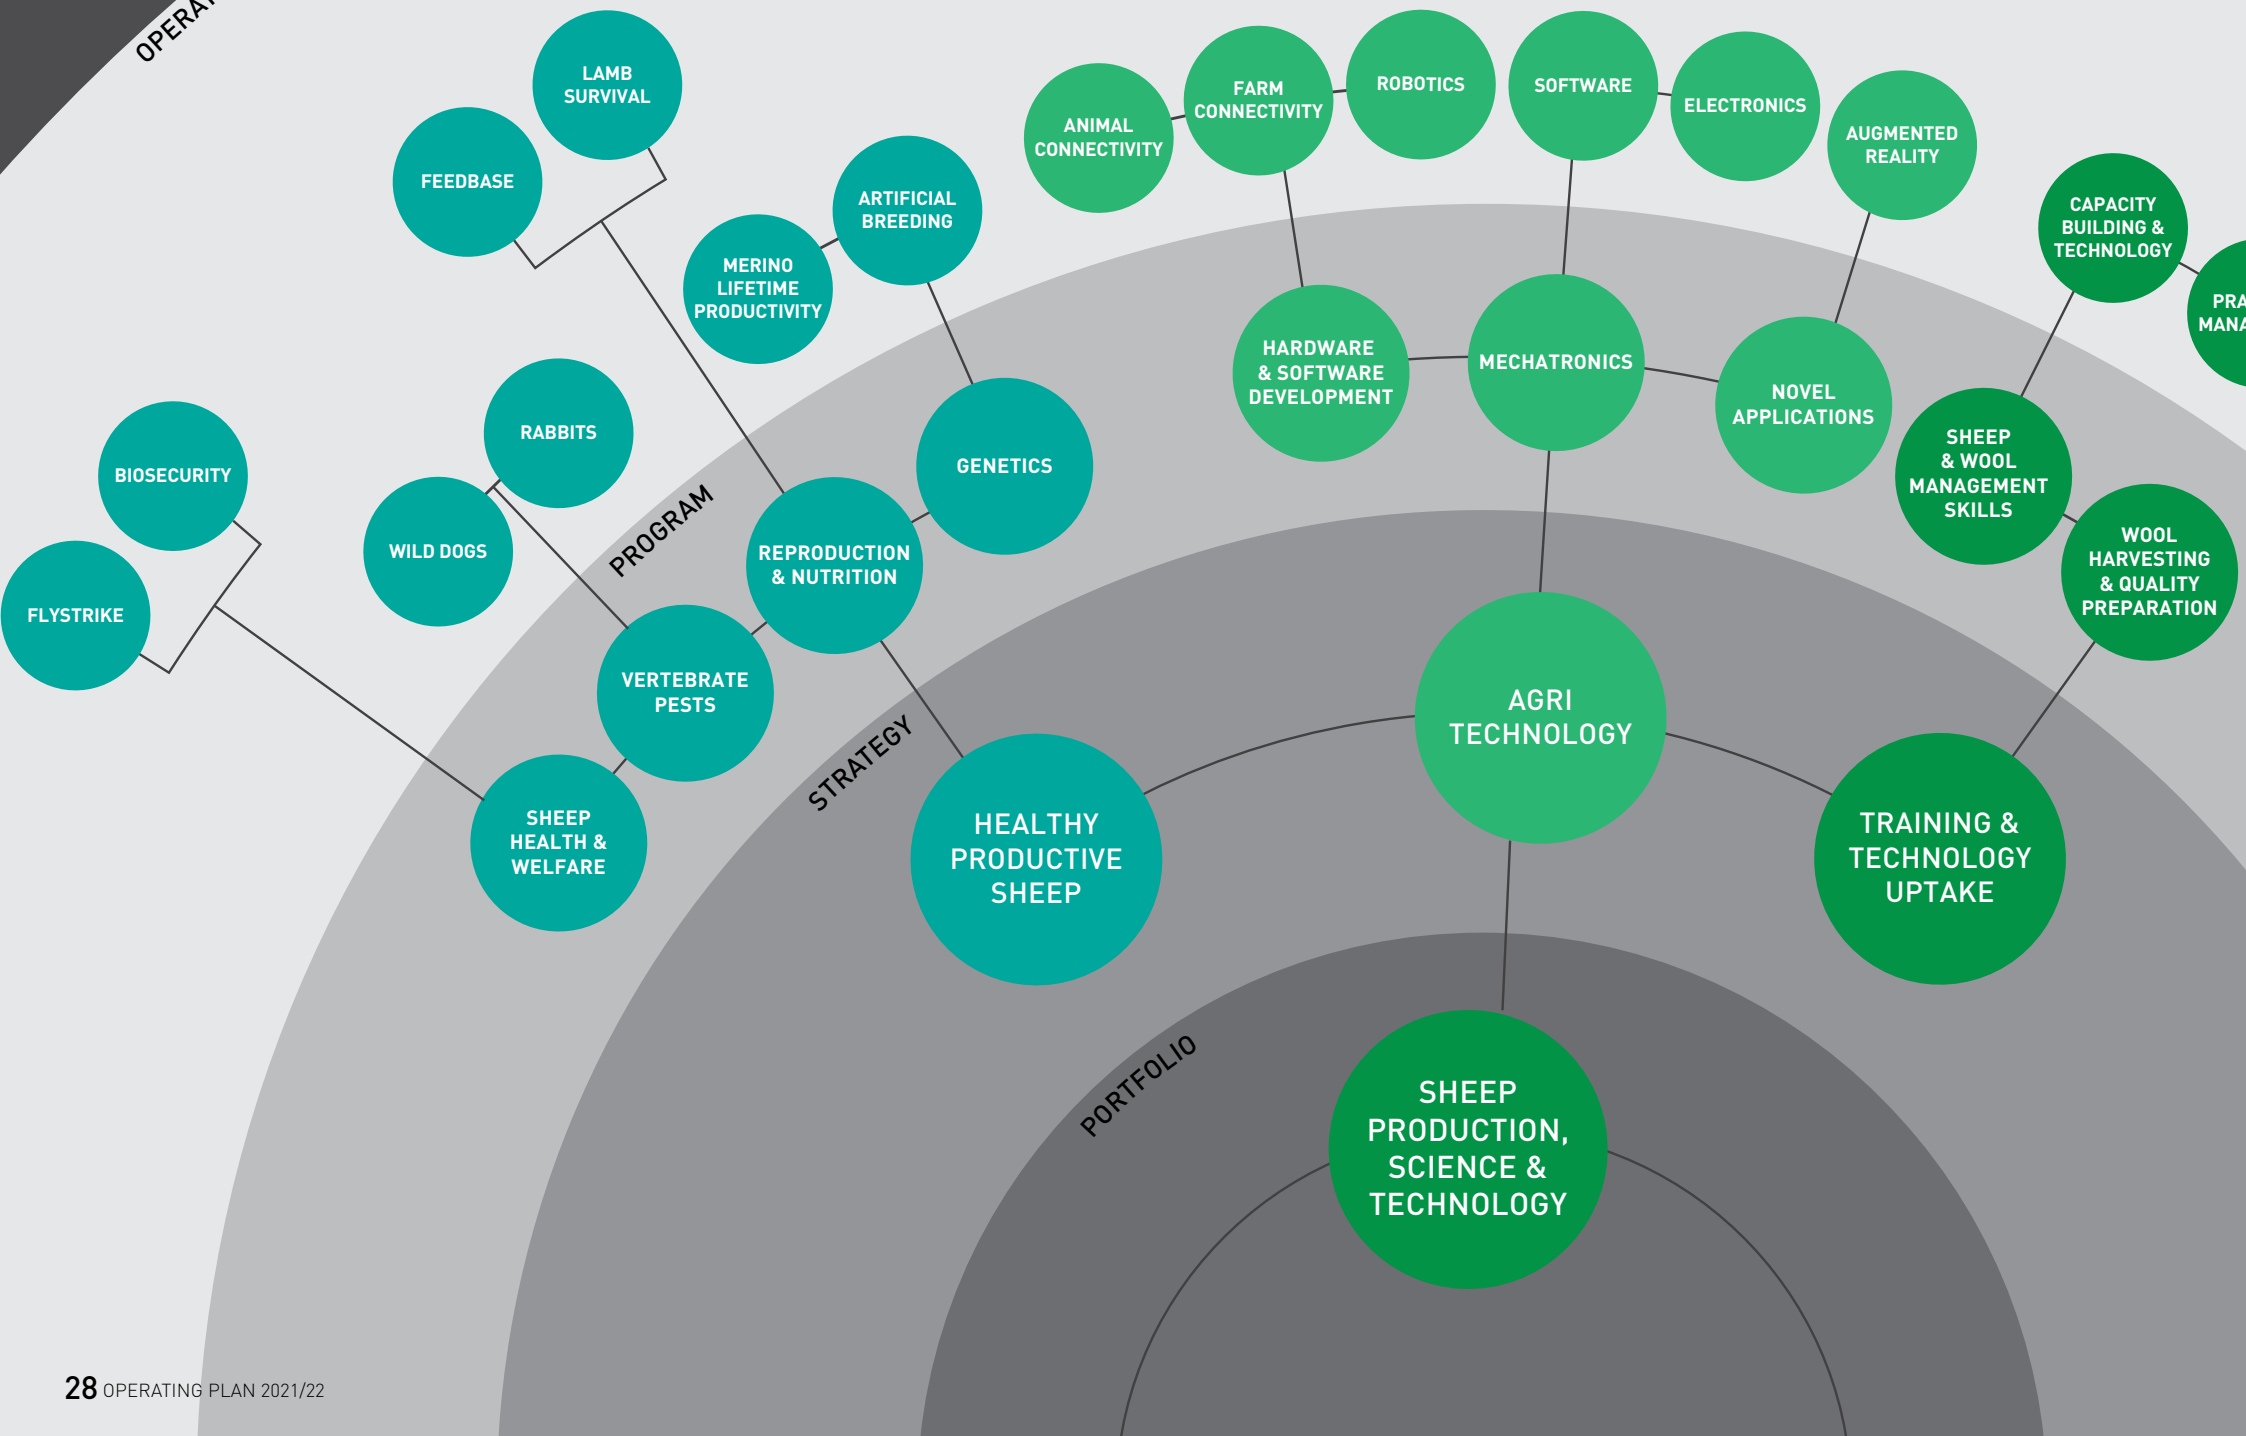 LAMB
SURVIVAL
FEEDBASE
ARTIFICIAL
BREEDING
MERINO
LIFETIME
PRODUCTIVITY
ANIMAL
CONNECTIVITY
FARM
CONNECTIVITY
ROBOTICS
SOFTWARE
ELECTRONICS
AUGMENTED
REALITY
CAPACITY
BUILDING &
TECHNOLOGY
RABBITS
WILD DOGS
BIOSECURITY
FLYSTRIKE
PROGRAM
GENETICS
REPRODUCTION
& NUTRITION
VERTEBRATE
PESTS
SHEEP
HEALTH &
WELFARE
HARDWARE
& SOFTWARE
DEVELOPMENT
MECHATRONICS
NOVEL
APPLICATIONS
SHEEP
& WOOL
MANAGEMENT
SKILLS
WOOL
HARVESTING
& QUALITY
PREPARATION
STRATEGY
HEALTHY
PRODUCTIVE
SHEEP
AGRI
TECHNOLOGY
TRAINING &
TECHNOLOGY
UPTAKE
PORTFOLIO
SHEEP
PRODUCTION,
SCIENCE &
TECHNOLOGY
28 OPERATING PLAN 2021/22